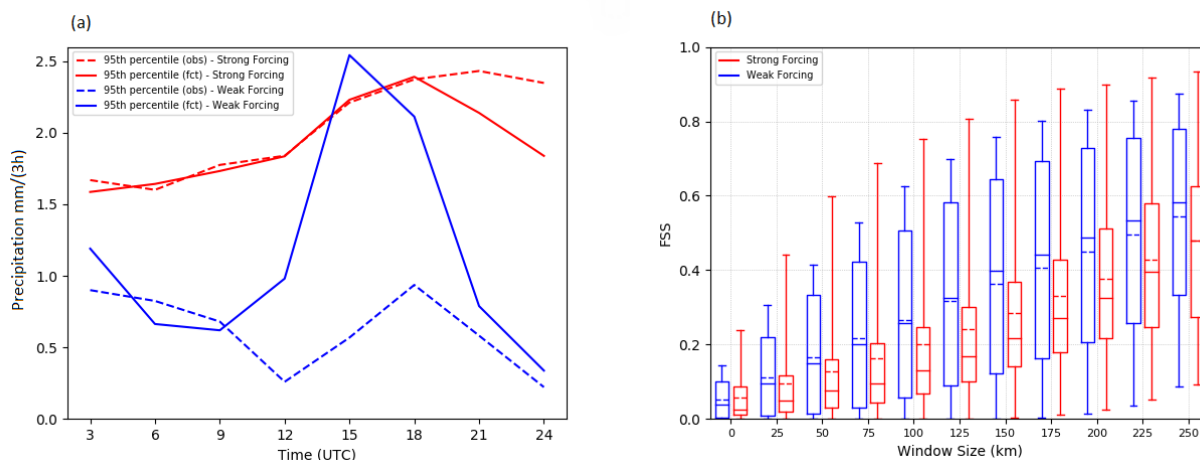 (a)
95th percentile (obs) - Strong Forcing
95th percentile (fct) - Strong Forcing
95th percentile (obs) - Weak Forcing
95th percentile (fct) - Weak Forcing
2.5
2.0
1.5
1.0
0.5
0.0
Precipitation mm/(3h)
3 6 9 12 15 18 21 24
Time (UTC)
(b)
Strong Forcing
Weak Forcing
1.0
0.8
0.6
0.4
0.2
0.0
FSS
0 25 50 75 100 125 150 175 200 225 250
Window Size (km)